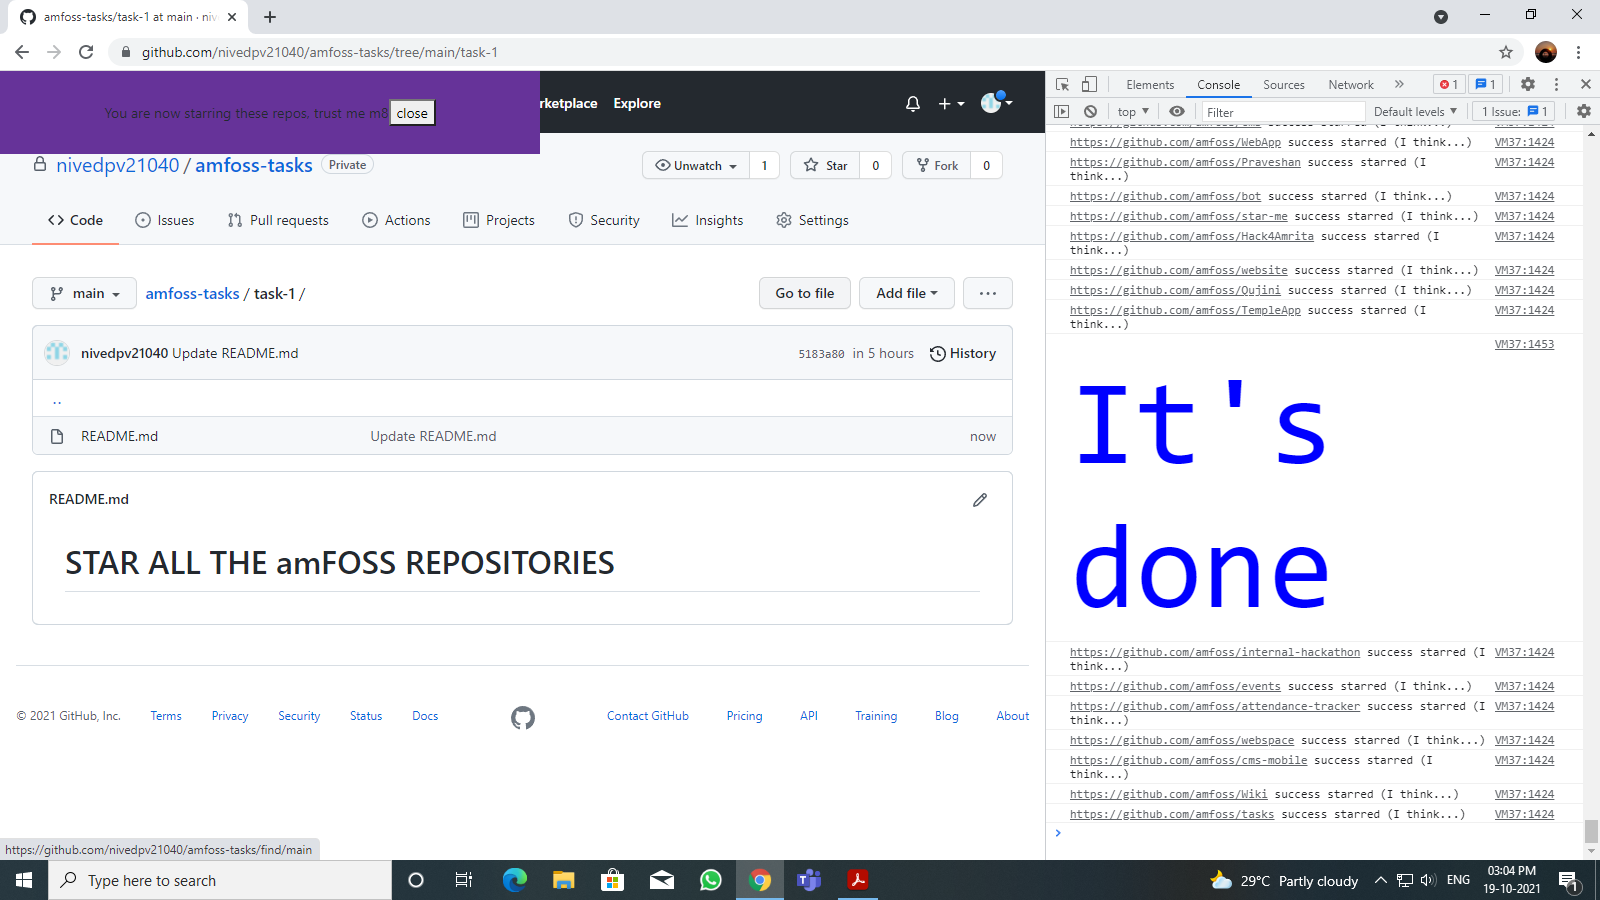 amfoss-tasks/task-1 at main · niv
github.com/nivedpv21040/amfoss-tasks/tree/main/task-1
You are now starring these repos. trust me m8 close
rketplace Explore
nivedpv21040 / amfoss-tasks Private
Unwatch 1 Star 0 Fork 0
Code Issues Pull requests Actions Projects Security Insights Settings
main amfoss-tasks / task-1 / Go to file Add file ...
nivedpv21040 Update README.md 5183a80 in 5 hours History
..
README.md Update README.md now
README.md
STAR ALL THE amFOSS REPOSITORIES
© 2021 GitHub, Inc. Terms Privacy Security Status Docs Contact GitHub Pricing API Training Blog About
https://github.com/nivedpv21040/amfoss-tasks/find/main
Elements Console Sources Network » 1 1
top Filter Default levels 1 Issue: 1
https://github.com/amfoss/WebApp success starred (I think...) VM37:1424
https://github.com/amfoss/Praveshan success starred (I VM37:1424
think...)
https://github.com/amfoss/bot success starred (I think...) VM37:1424
https://github.com/amfoss/star-me success starred (I think...) VM37:1424
https://github.com/amfoss/Hack4Amrita success starred (I VM37:1424
think...)
https://github.com/amfoss/website success starred (I think...) VM37:1424
https://github.com/amfoss/Qujini success starred (I think...) VM37:1424
https://github.com/amfoss/TempleApp success starred (I VM37:1424
think...)
VM37:1453
It's
done
https://github.com/amfoss/internal-hackathon success starred (I VM37:1424
think...)
https://github.com/amfoss/events success starred (I think...) VM37:1424
https://github.com/amfoss/attendance-tracker success starred (I VM37:1424
think...)
https://github.com/amfoss/webspace success starred (I think...) VM37:1424
https://github.com/amfoss/cms-mobile success starred (I VM37:1424
think...)
https://github.com/amfoss/Wiki success starred (I think...) VM37:1424
https://github.com/amfoss/tasks success starred (I think...) VM37:1424
Type here to search
29°C Partly cloudy ENG 03:04 PM
19-10-2021
1